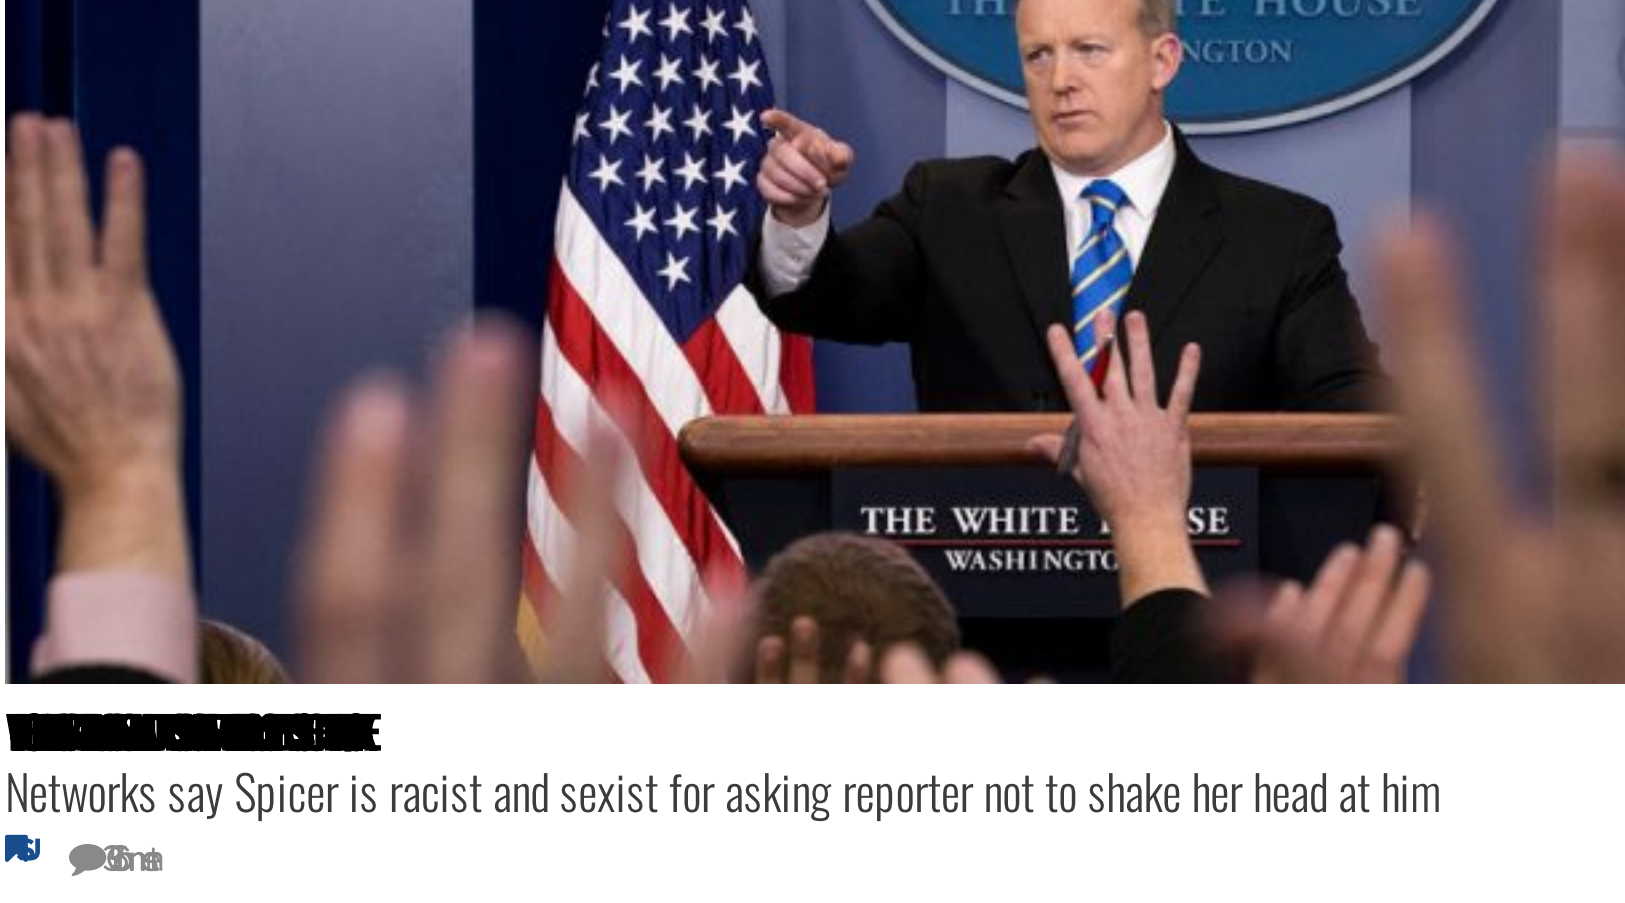 THE WHITE HOUSE
NGTON
THE WHITE SE
WASHINGTO
Networks say Spicer is racist and sexist for asking reporter not to shake her head at him